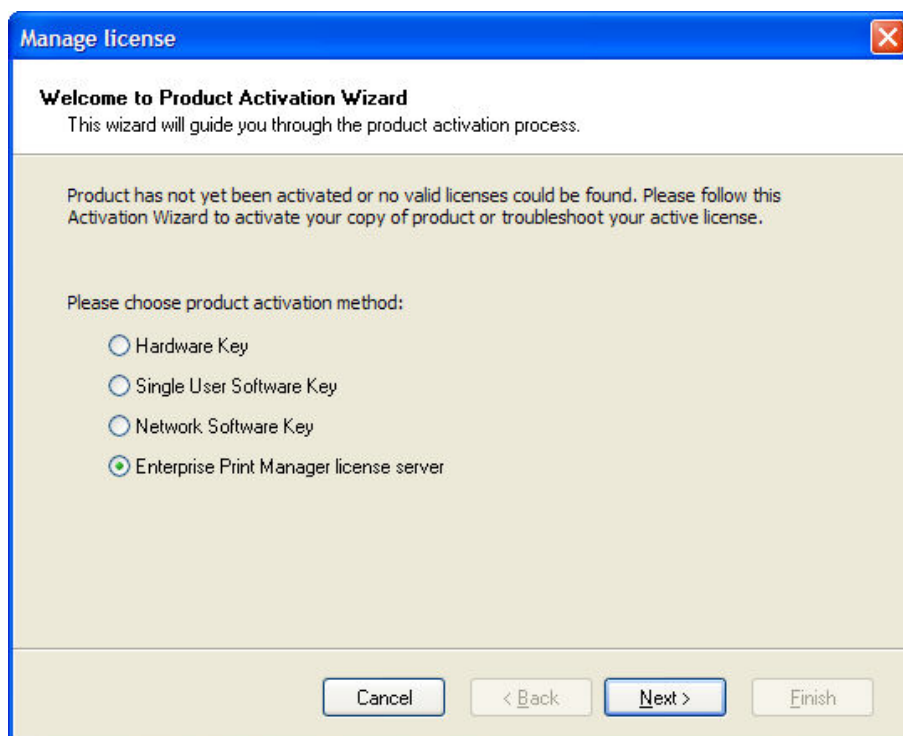 Manage license
Welcome to Product Activation Wizard
This wizard will guide you through the product activation process.
Product has not yet been activated or no valid licenses could be found. Please follow this
Activation Wizard to activate your copy of product or troubleshoot your active license.
Please choose product activation method:
Hardware Key
Single User Software Key
Network Software Key
Enterprise Print Manager license server
Cancel
< Back
Next >
Finish